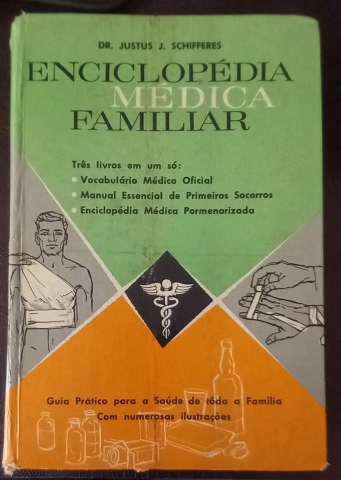 DR. JUSTUS J. SCHIFFERES
ENCICLOPÉDIA
MÉDICA
FAMILIAR
Três livros em um só:
• Vocabulário Médico Oficial
• Manual Essencial de Primeiros Socorros
• Enciclopédia Médica Pormenorizada
Guia Prático para a Saúde de tôda a Família
Com numerosas ilustrações